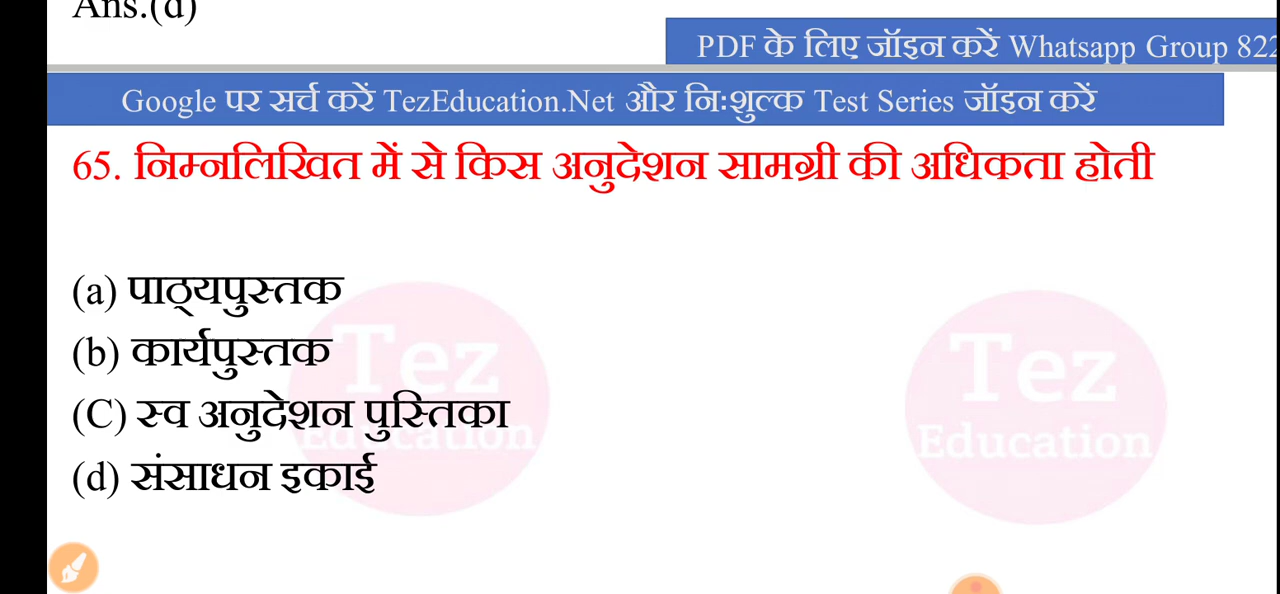 Ans.(d)
PDF के लिए जॉइन करें Whatsapp Group 822
Google पर सर्च करें TezEducation.Net और निःशुल्क Test Series जॉइन करें
65. निम्नलिखित में से किस अनुदेशन सामग्री की अधिकता होती
(a) पाठ्यपुस्तक
(b) कार्यपुस्तक
(C) स्व अनुदेशन पुस्तिका
(d) संसाधन इकाई
Tez
Education
Tez
Education